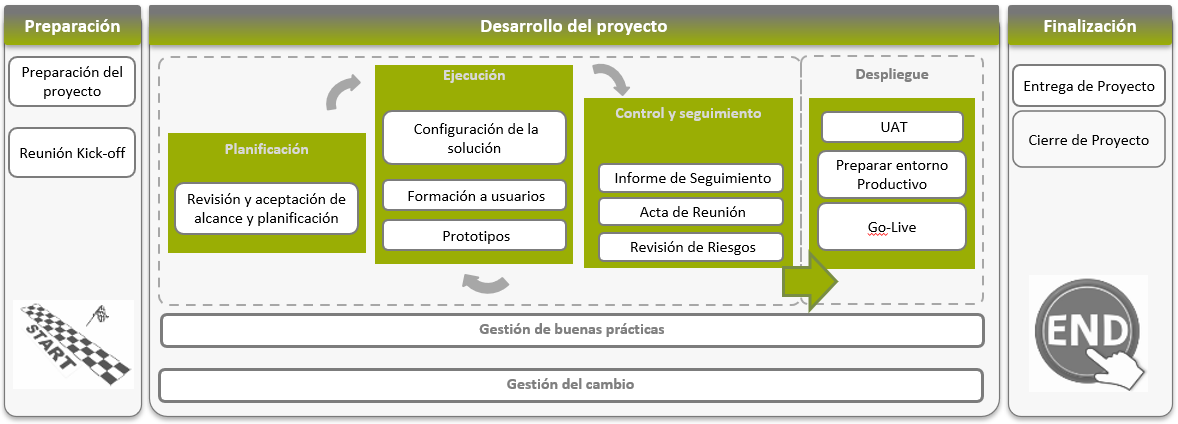 Preparación
Preparación del
proyecto
Reunión Kick-off
START
Desarrollo del proyecto
Planificación
Revisión y aceptación de
alcance y planificación
Ejecución
Configuración de la
solución
Formación a usuarios
Prototipos
Control y seguimiento
Informe de Seguimiento
Acta de Reunión
Revisión de Riesgos
Despliegue
UAT
Preparar entorno
Productivo
Go-Live
Gestión de buenas prácticas
Gestión del cambio
Finalización
Entrega de Proyecto
Cierre de Proyecto
END